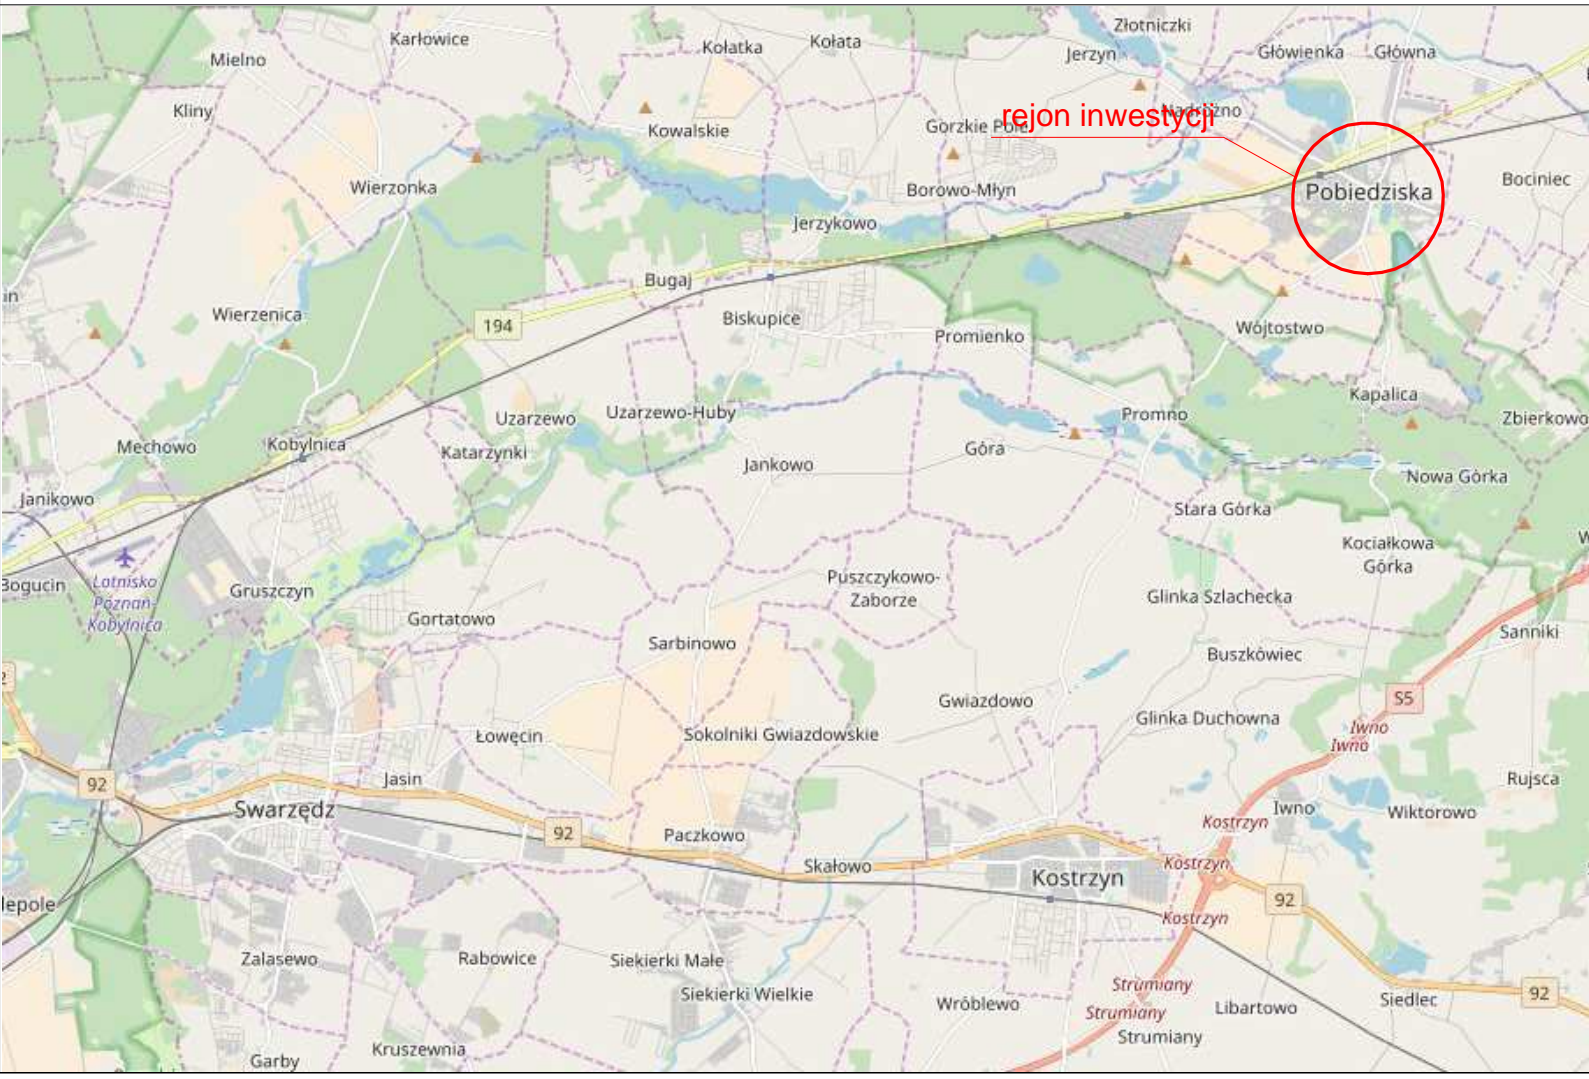 Złotniczki
Karłowice
Kołatka
Kołata
Jerzyn
Główienka
Główna
Mielno
Kliny
Kowalskie
Gorzkie Pole
rejon inwestycji
Nadrożno
Wierzonka
Borowo-Młyn
Pobiedziska
Bociniec
Jerzykowo
Bugaj
Wierzenica
194
Biskupice
Promienko
Wójtostwo
Kapalica
Uzarzewo
Uzarzewo-Huby
Promno
Zbierkowo
Mechowo
Kobylnica
Katarzynki
Jankowo
Góra
Nowa Górka
Janikowo
Stara Górka
Kociałkowa
Górka
Bogucin
Lotnisko
Poznań-
Kobylnica
Gruszczyn
Puszczykowo-
Zaborze
Glinka Szlachecka
Gortatowo
Sarbinowo
Sanniki
Buszkówiec
Gwiazdowo
S5
Glinka Duchowna
Iwno
Iwno
Łowęcin
Sokolniki Gwiazdowskie
Jasin
92
Rujsca
Swarzędz
Iwno
Wiktorowo
Kostrzyn
92
Paczkowo
Skałowo
Kostrzyn
Kostrzyn
92
lepole
Kostrzyn
Zalasewo
Rabowice
Siekierki Małe
Siekierki Wielkie
Wróblewo
Strumiany
Strumiany
Strumiany
Libartowo
Siedlec
92
Kruszewnia
Garby